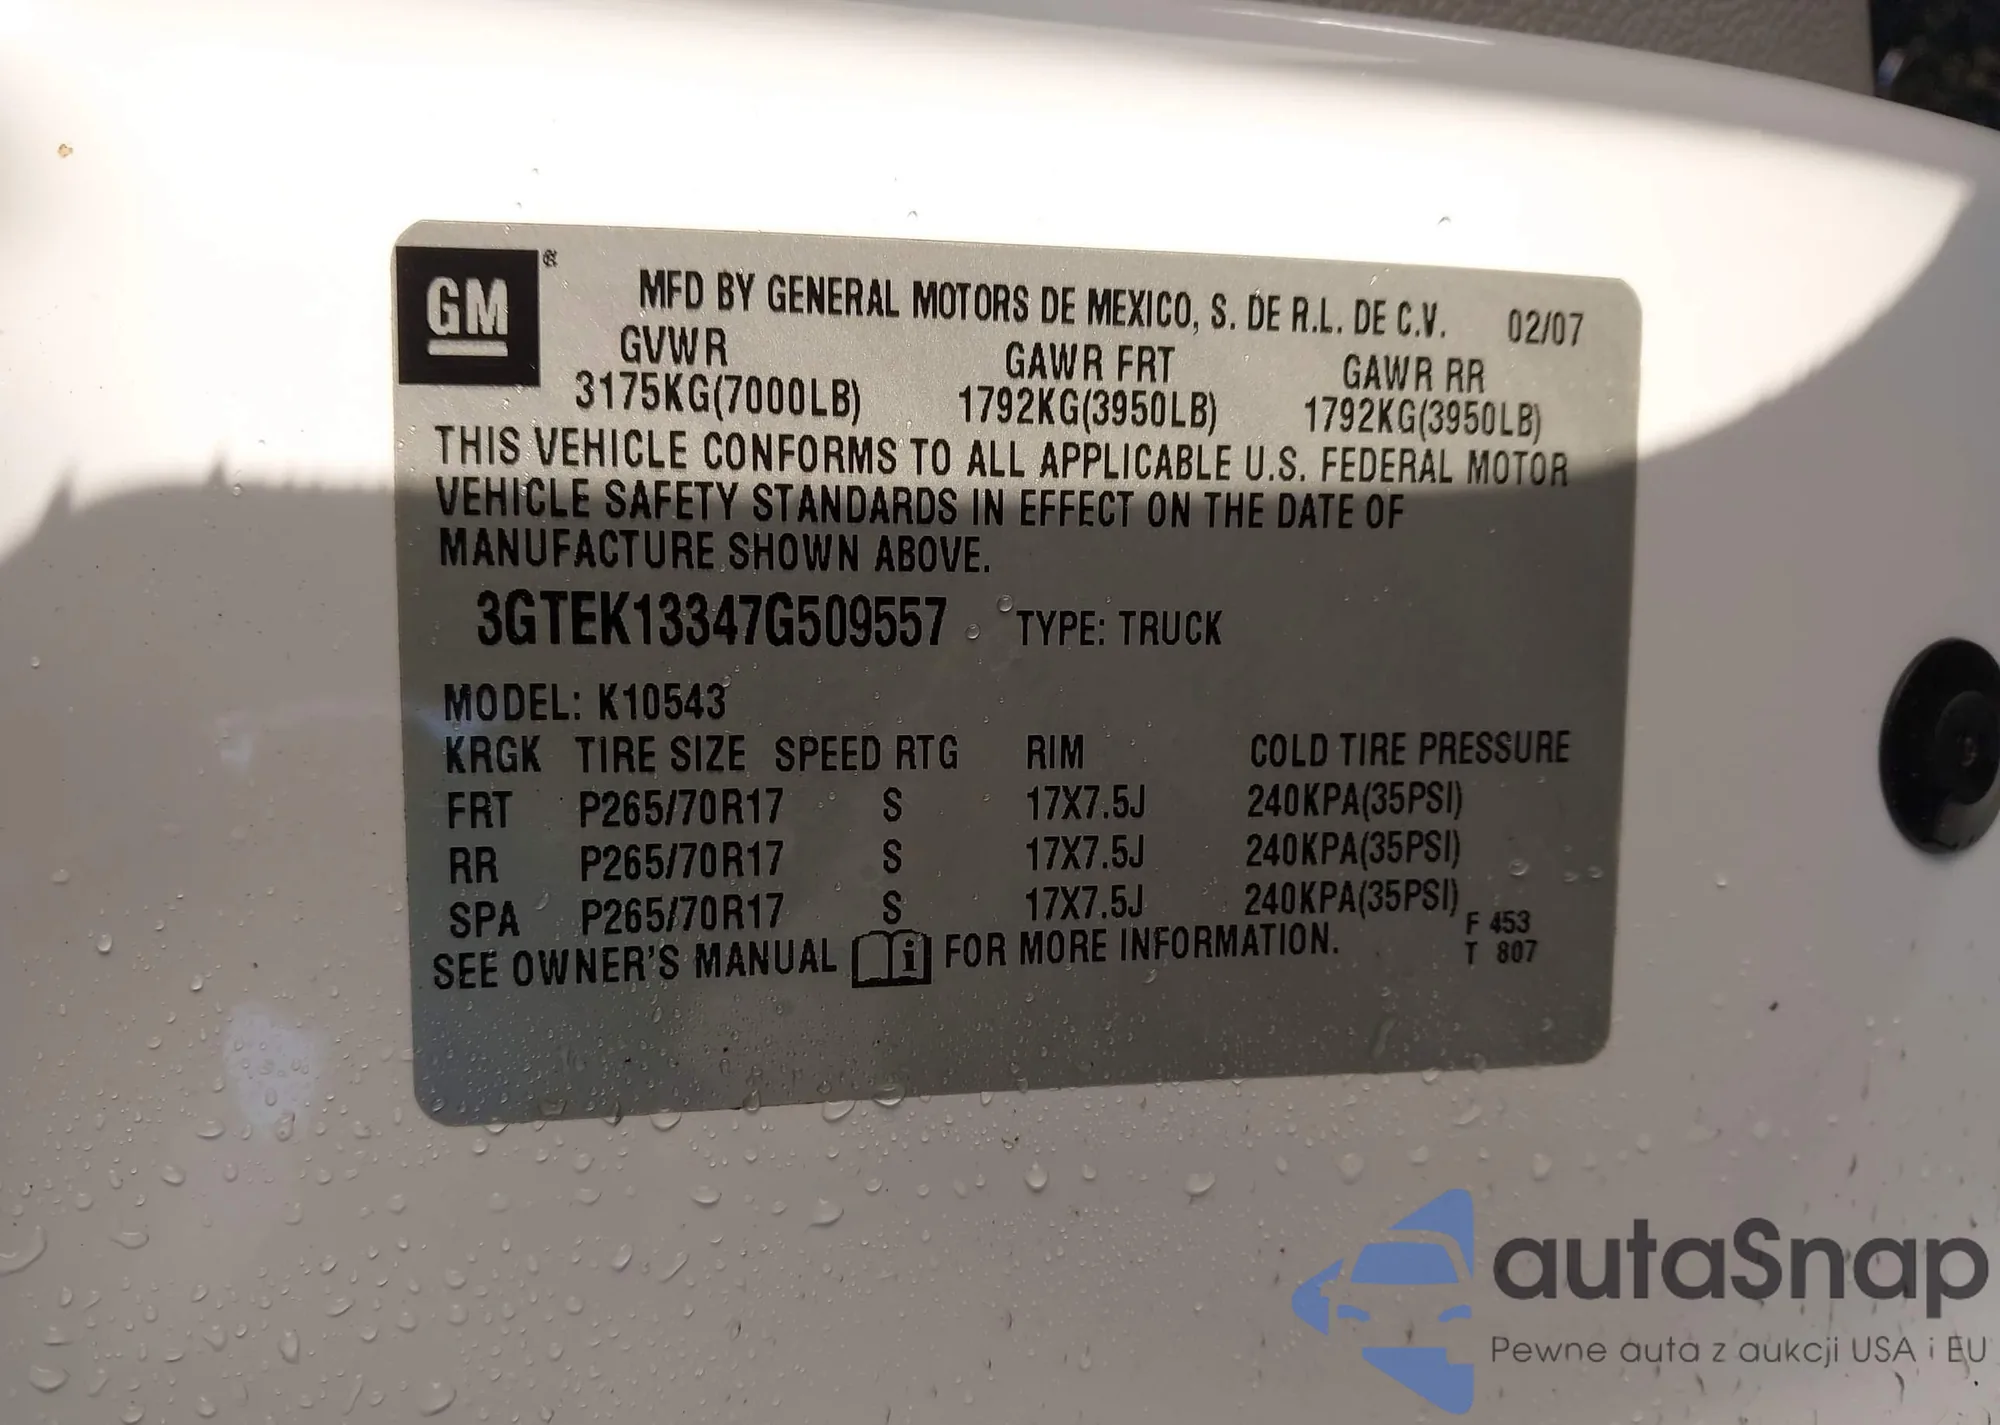 GM ®
MFD BY GENERAL MOTORS DE MEXICO, S. DE R.L. DE C.V. 02/07
GVWR GAWR FRT GAWR RR
3175KG(7000LB) 1792KG(3950LB) 1792KG(3950LB)
THIS VEHICLE CONFORMS TO ALL APPLICABLE U.S. FEDERAL MOTOR
VEHICLE SAFETY STANDARDS IN EFFECT ON THE DATE OF
MANUFACTURE SHOWN ABOVE.
3GTEK13347G509557 TYPE: TRUCK
MODEL: K10543
KRGK TIRE SIZE SPEED RTG RIM COLD TIRE PRESSURE
FRT P265/70R17 S 17X7.5J 240KPA(35PSI)
RR P265/70R17 S 17X7.5J 240KPA(35PSI)
SPA P265/70R17 S 17X7.5J 240KPA(35PSI)
F 453
T 807
SEE OWNER'S MANUAL i FOR MORE INFORMATION.
autaSnap
Pewne auta z aukcji USA i EU